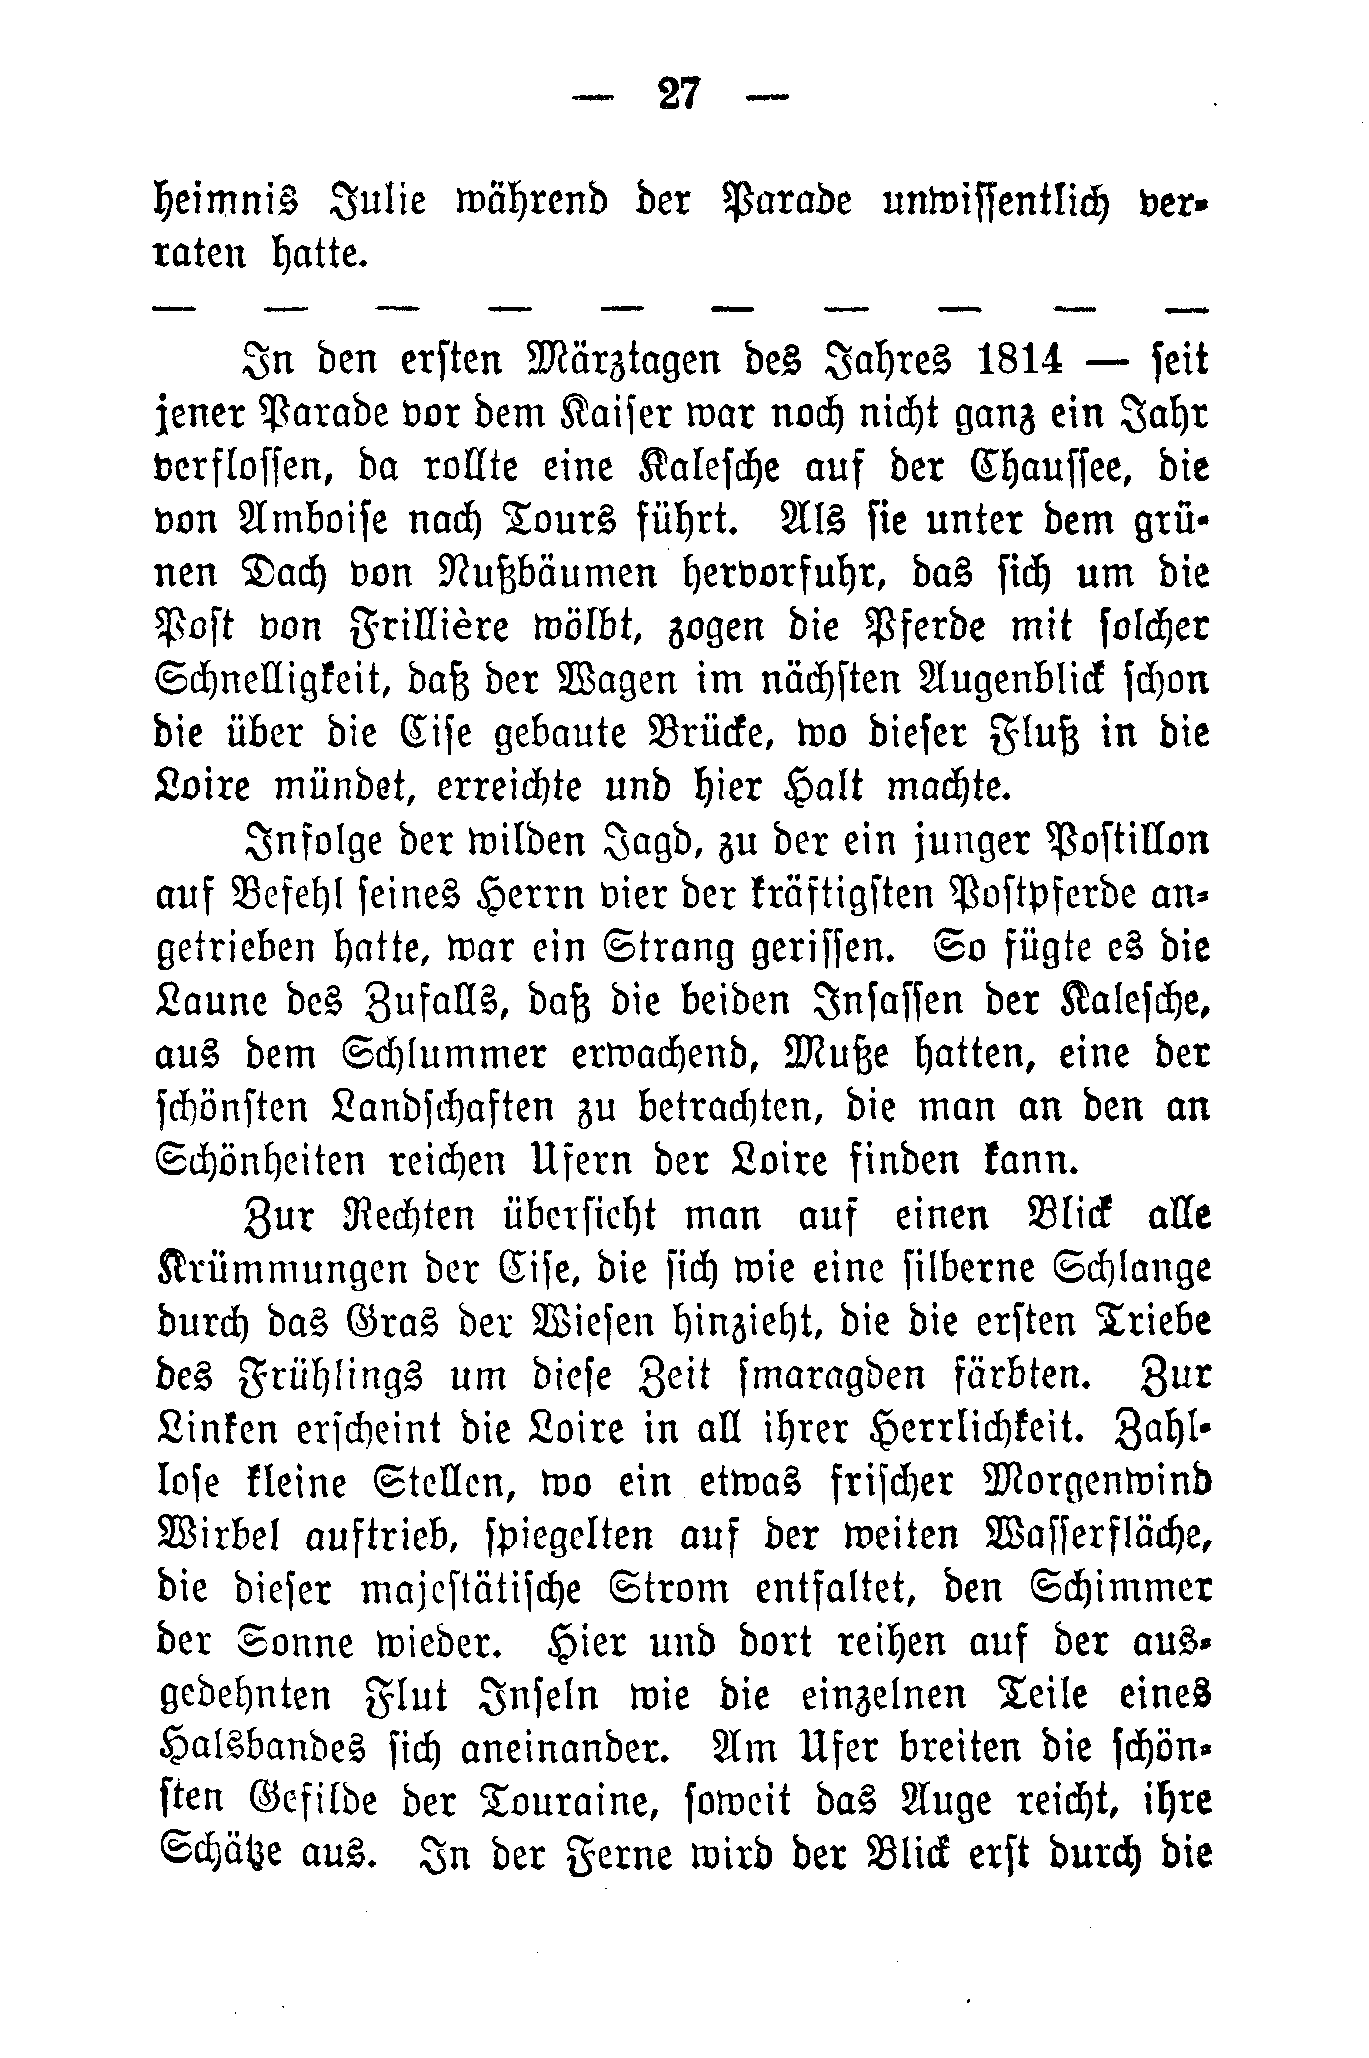 — 27 —
heimnis Julie während der Parade unwissentlich ver-
raten hatte.
— — — — — — — — — —
In den ersten Märztagen des Jahres 1814 — seit
jener Parade vor dem Kaiser war noch nicht ganz ein Jahr
verflossen, da rollte eine Kalesche auf der Chaussee, die
von Amboise nach Tours führt. Als sie unter dem grü-
nen Dach von Nußbäumen hervorfuhr, das sich um die
Post von Frillière wölbt, zogen die Pferde mit solcher
Schnelligkeit, daß der Wagen im nächsten Augenblick schon
die über die Cise gebaute Brücke, wo dieser Fluß in die
Loire mündet, erreichte und hier Halt machte.
Infolge der wilden Jagd, zu der ein junger Postillon
auf Befehl seines Herrn vier der kräftigsten Postpferde an-
getrieben hatte, war ein Strang gerissen. So fügte es die
Laune des Zufalls, daß die beiden Insassen der Kalesche,
aus dem Schlummer erwachend, Muße hatten, eine der
schönsten Landschaften zu betrachten, die man an den an
Schönheiten reichen Ufern der Loire finden kann.
Zur Rechten übersieht man auf einen Blick alle
Krümmungen der Cise, die sich wie eine silberne Schlange
durch das Gras der Wiesen hinzieht, die die ersten Triebe
des Frühlings um diese Zeit smaragden färbten. Zur
Linken erscheint die Loire in all ihrer Herrlichkeit. Zahl-
lose kleine Stellen, wo ein etwas frischer Morgenwind
Wirbel auftrieb, spiegelten auf der weiten Wasserfläche,
die dieser majestätische Strom entfaltet, den Schimmer
der Sonne wieder. Hier und dort reihen auf der aus-
gedehnten Flut Inseln wie die einzelnen Teile eines
Halsbandes sich aneinander. Am Ufer breiten die schön-
sten Gefilde der Touraine, soweit das Auge reicht, ihre
Schätze aus. In der Ferne wird der Blick erst durch die